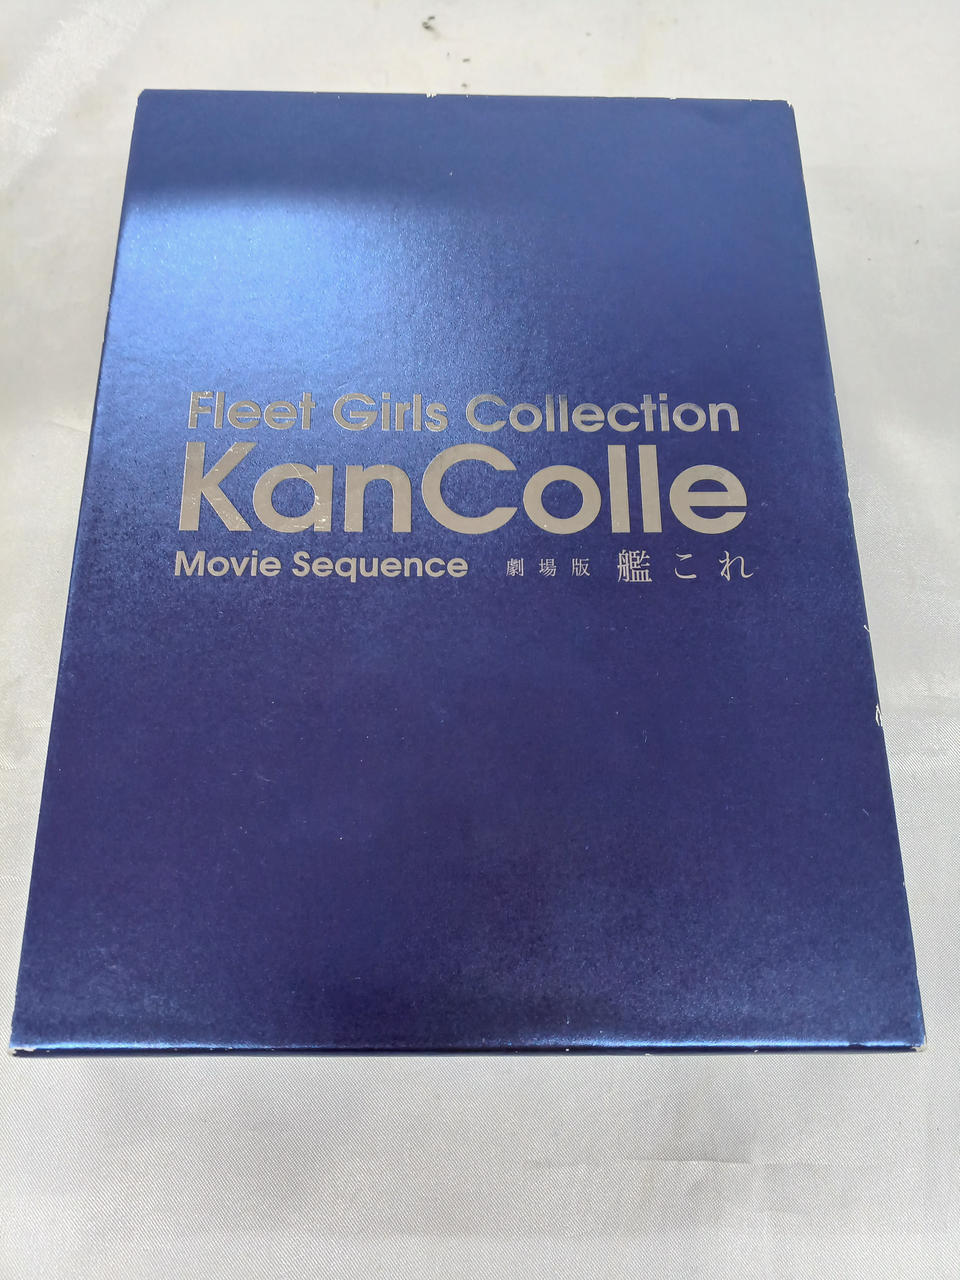 Fleet Girls Collection
KanColle
Movie Sequence 劇場版 艦これ